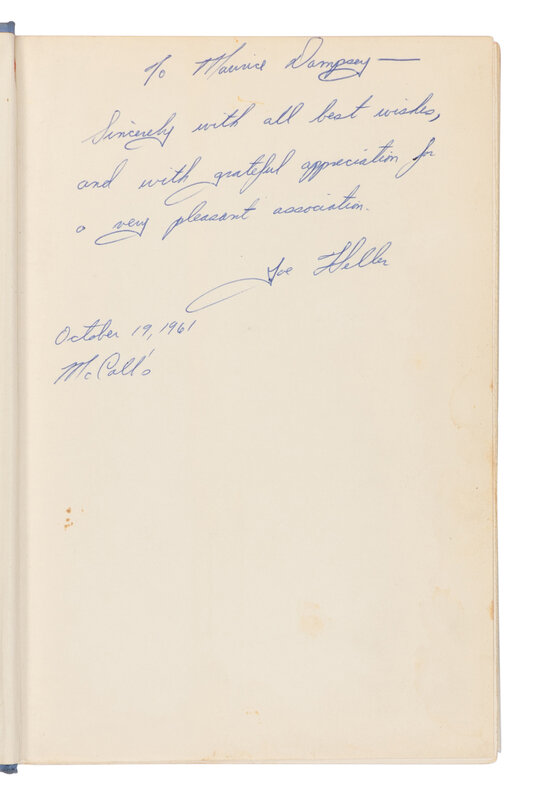 To Maurice Dampsey —
Sincerely with all best wishes,
and with grateful appreciation for
a very pleasant association.
Joe Heller
October 19, 1961
McCall's